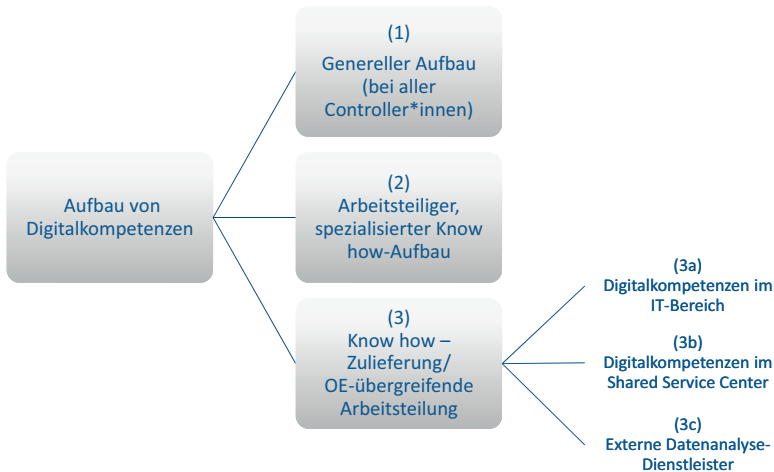 Aufbau von
Digitalkompetenzen
(1)
Genereller Aufbau
(bei aller
Controller*innen)
(2)
Arbeitsteiliger,
spezialisierter Know
how-Aufbau
(3)
Know how –
Zulieferung/
OE-übergreifende
Arbeitsteilung
(3a)
Digitalkompetenzen im
IT-Bereich
(3b)
Digitalkompetenzen im
Shared Service Center
(3c)
Externe Datenanalyse-
Dienstleister